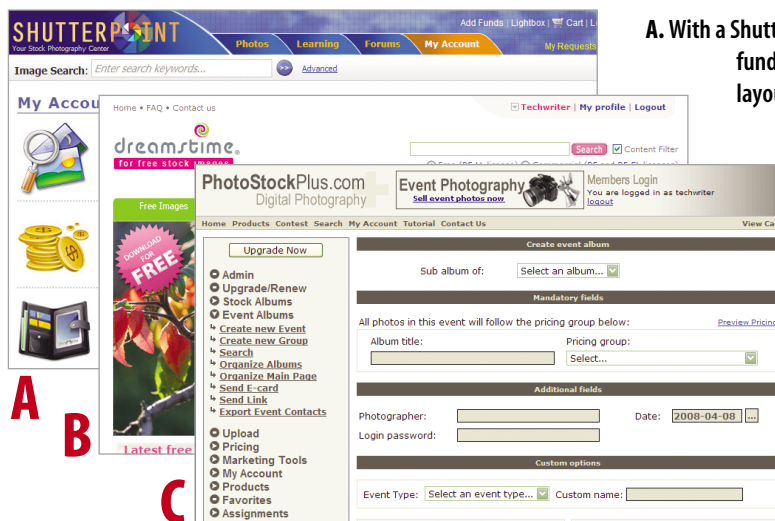 SHUTTERPOINT
Your Stock Photography Center
Add Funds | Lightbox | Cart |
Photos Learning Forums My Account
My Requests
Image Search: Enter search keywords... Advanced
My
A. With a
Home • FAQ • Contact us
Techwriter | My profile | Logout
dreamstime®
for free stock images
Search Content Filter
Free Images
DOWNLOAD FOR FREE
Latest free
PhotoStockPlus.com
Digital Photography
Event Photography
Sell event photos now
Members Login
You are logged in as techwriter
logout
Home Products Contest Search My Account Tutorial Contact Us View
Upgrade Now
Admin
Upgrade/Renew
Stock Albums
Event Albums
Create new Event
Create new Group
Search
Organize Albums
Organize Main Page
Send E-card
Send Link
Export Event Contacts
Upload
Pricing
Marketing Tools
My Account
Products
Favorites
Assignments
Create event album
Sub album of: Select an album...
Mandatory fields
All photos in this event will follow the pricing group below: Preview Pricing
Album title: Pricing group:
Select...
Additional fields
Photographer: Date: 2008-04-08 ...
Login password:
Custom options
Event Type: Select an event type... Custom name:
A
B
C